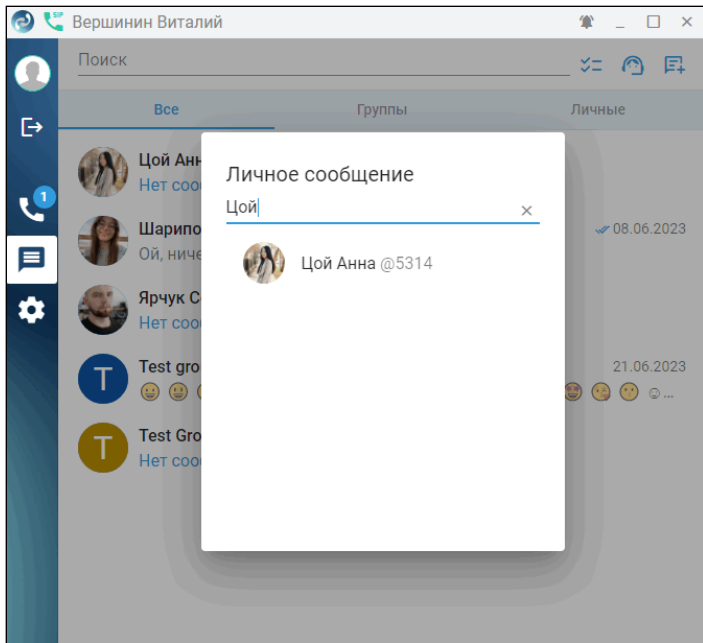 Вершинин Виталий
Поиск
Все Группы Личные
Цой Анн
Нет соо
Шарипо 08.06.2023
Ой, ниче
Ярчук С
Нет соо
Test gro 21.06.2023
T
...
Test Gro
T
Нет соо
1
Личное сообщение
Цой
Цой Анна @5314